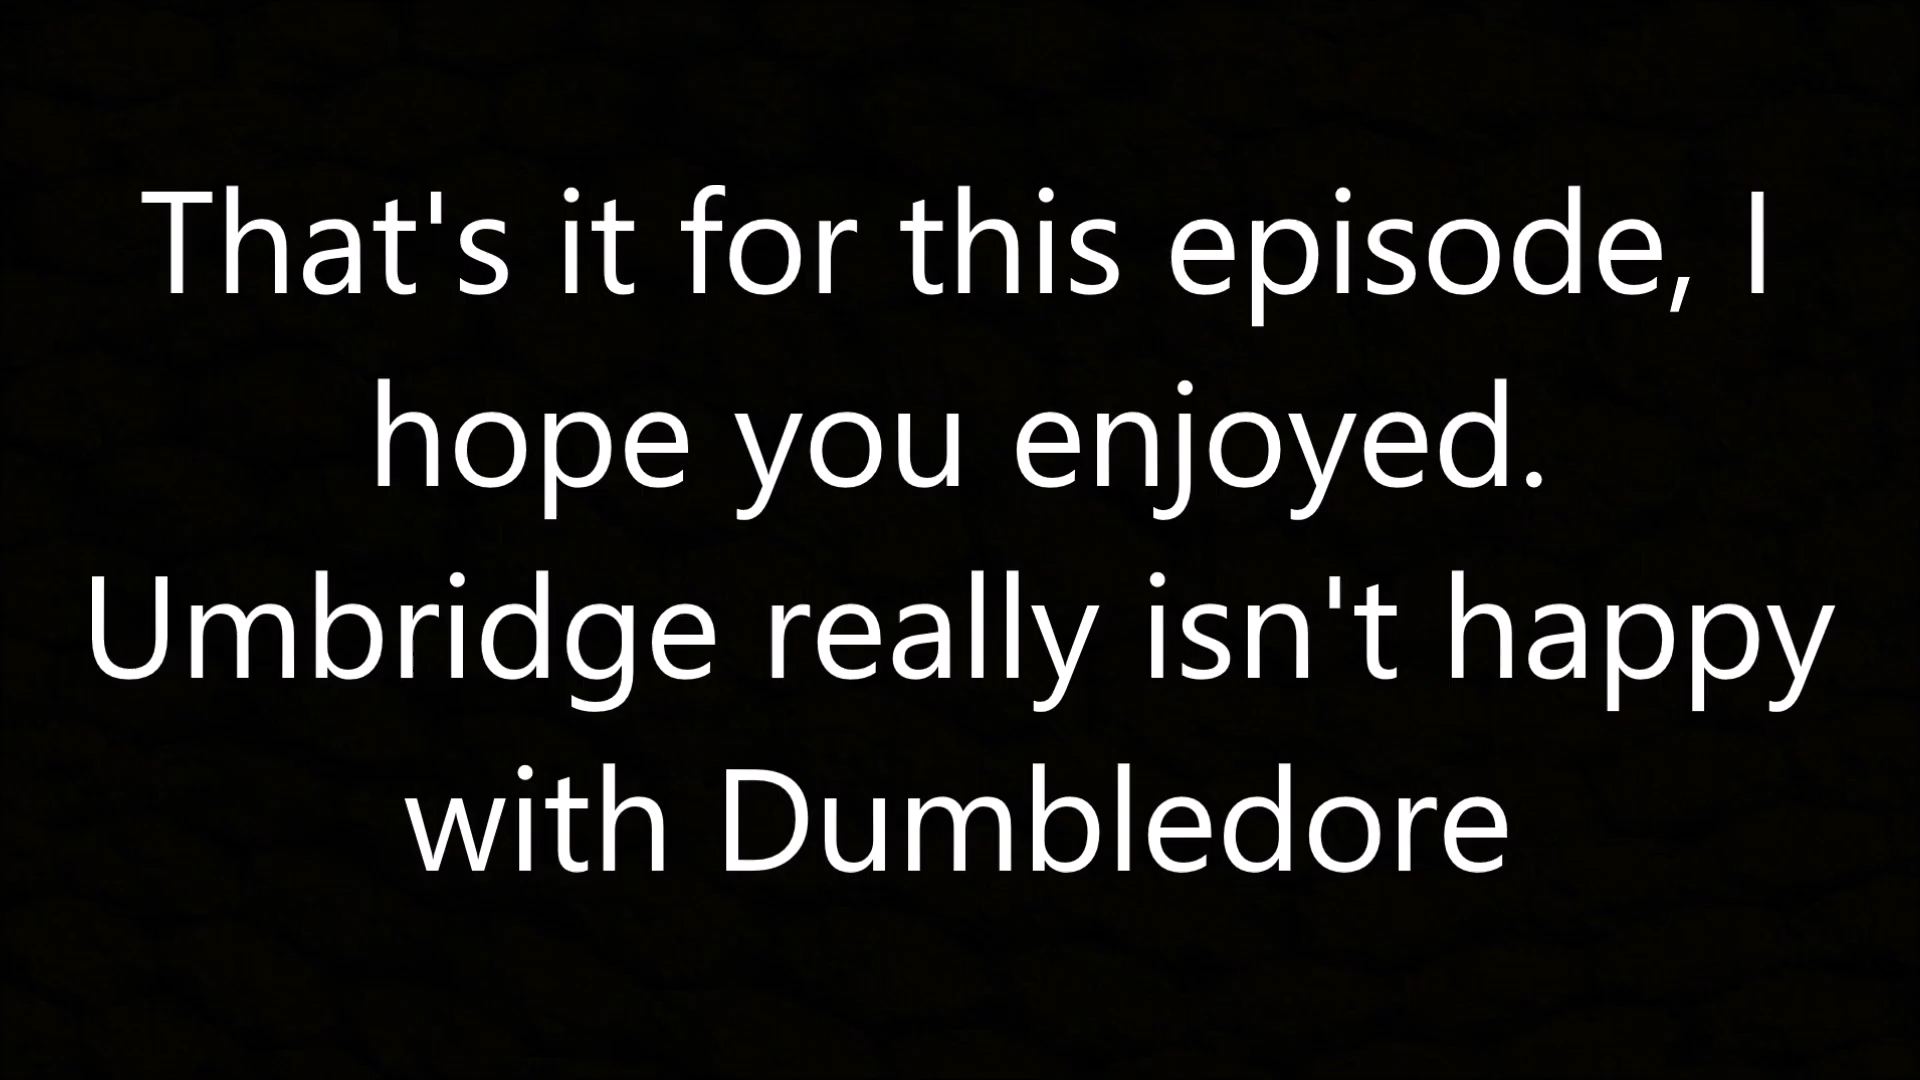 That's it for this episode, I
hope you enjoyed.
Umbridge really isn't happy
with Dumbledore